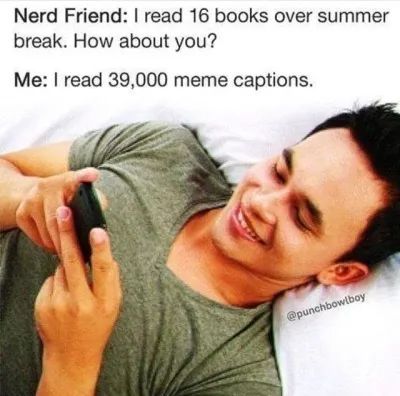 Nerd Friend: I read 16 books over summer
break. How about you?
Me: I read 39,000 meme captions.
@punchbowlboy